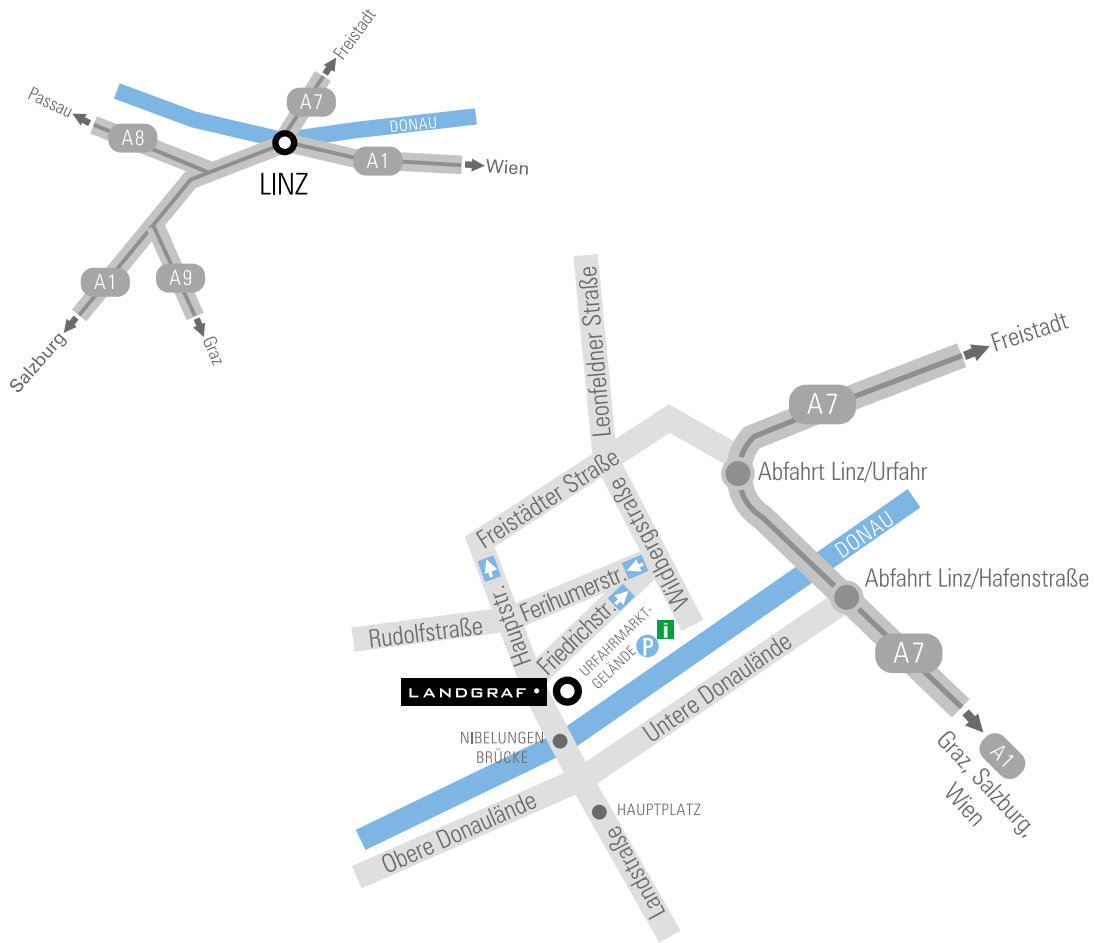 Freistadt
Passau
A7
A8
DONAU
A1
Wien
LINZ
A1
A9
Salzburg
Graz
Leonfeldner Straße
Freistadt
A7
Freistädter Straße
Abfahrt Linz/Urfahr
Wildbergstraße
DONAU
Abfahrt Linz/Hafenstraße
Hauptstr.
Ferihumerstr.
Rudolfstraße
Friedrichstr.
URFAHRMARKT-
GELÄNDE
P
i
A7
LANDGRAF
Untere Donaulände
NIBELUNGEN
BRÜCKE
A1
Graz, Salzburg,
Wien
HAUPTPLATZ
Obere Donaulände
Landstraße